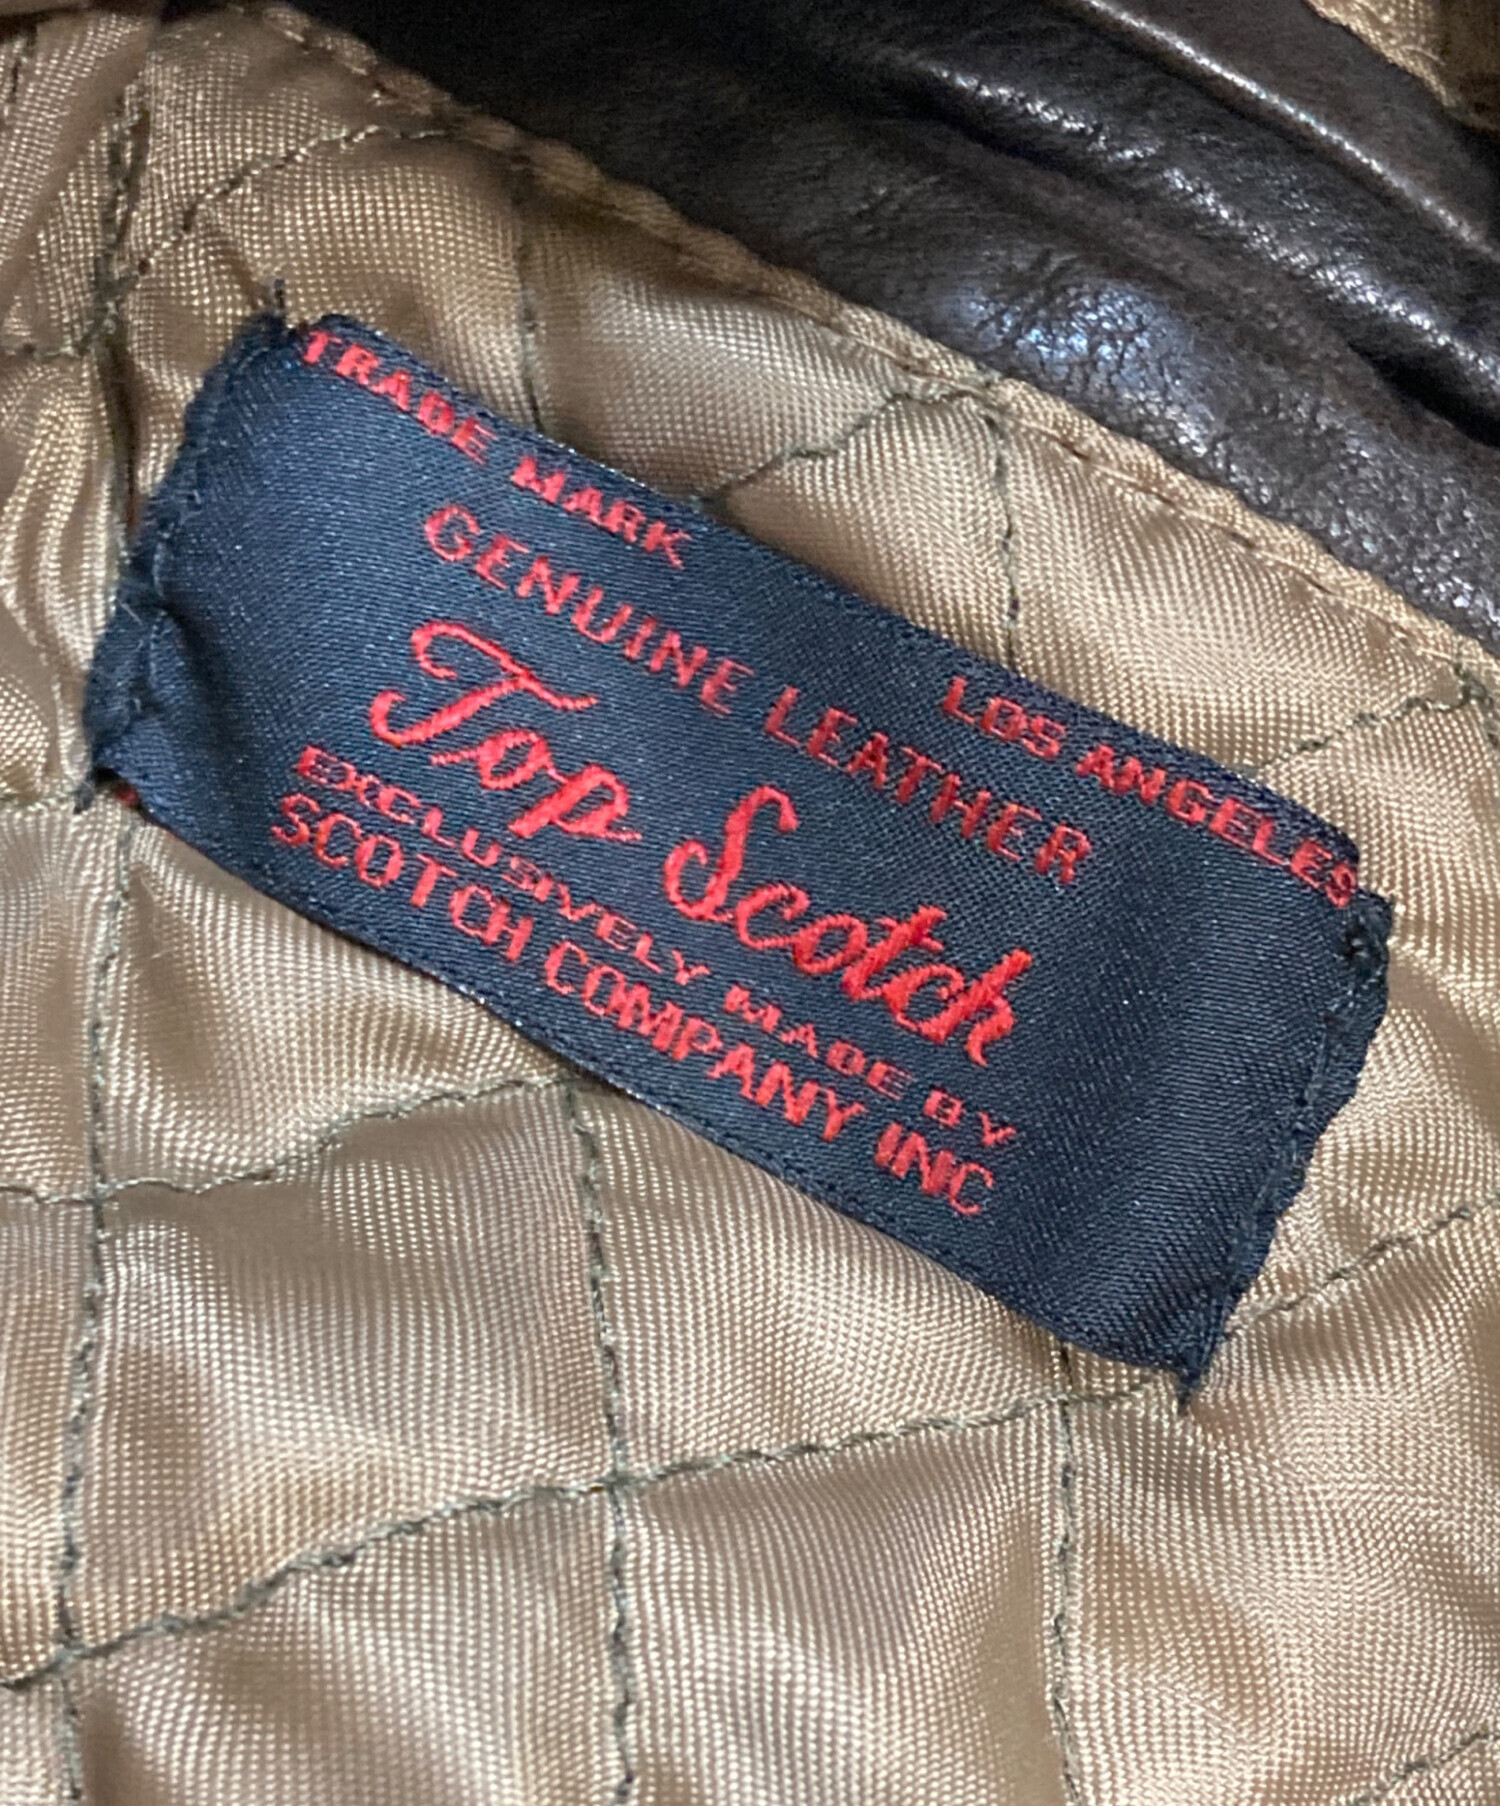 TRADE MARK LOS ANGELES
GENUINE LEATHER
Top Scotch
EXCLUSIVELY MADE BY
SCOTCH COMPANY INC